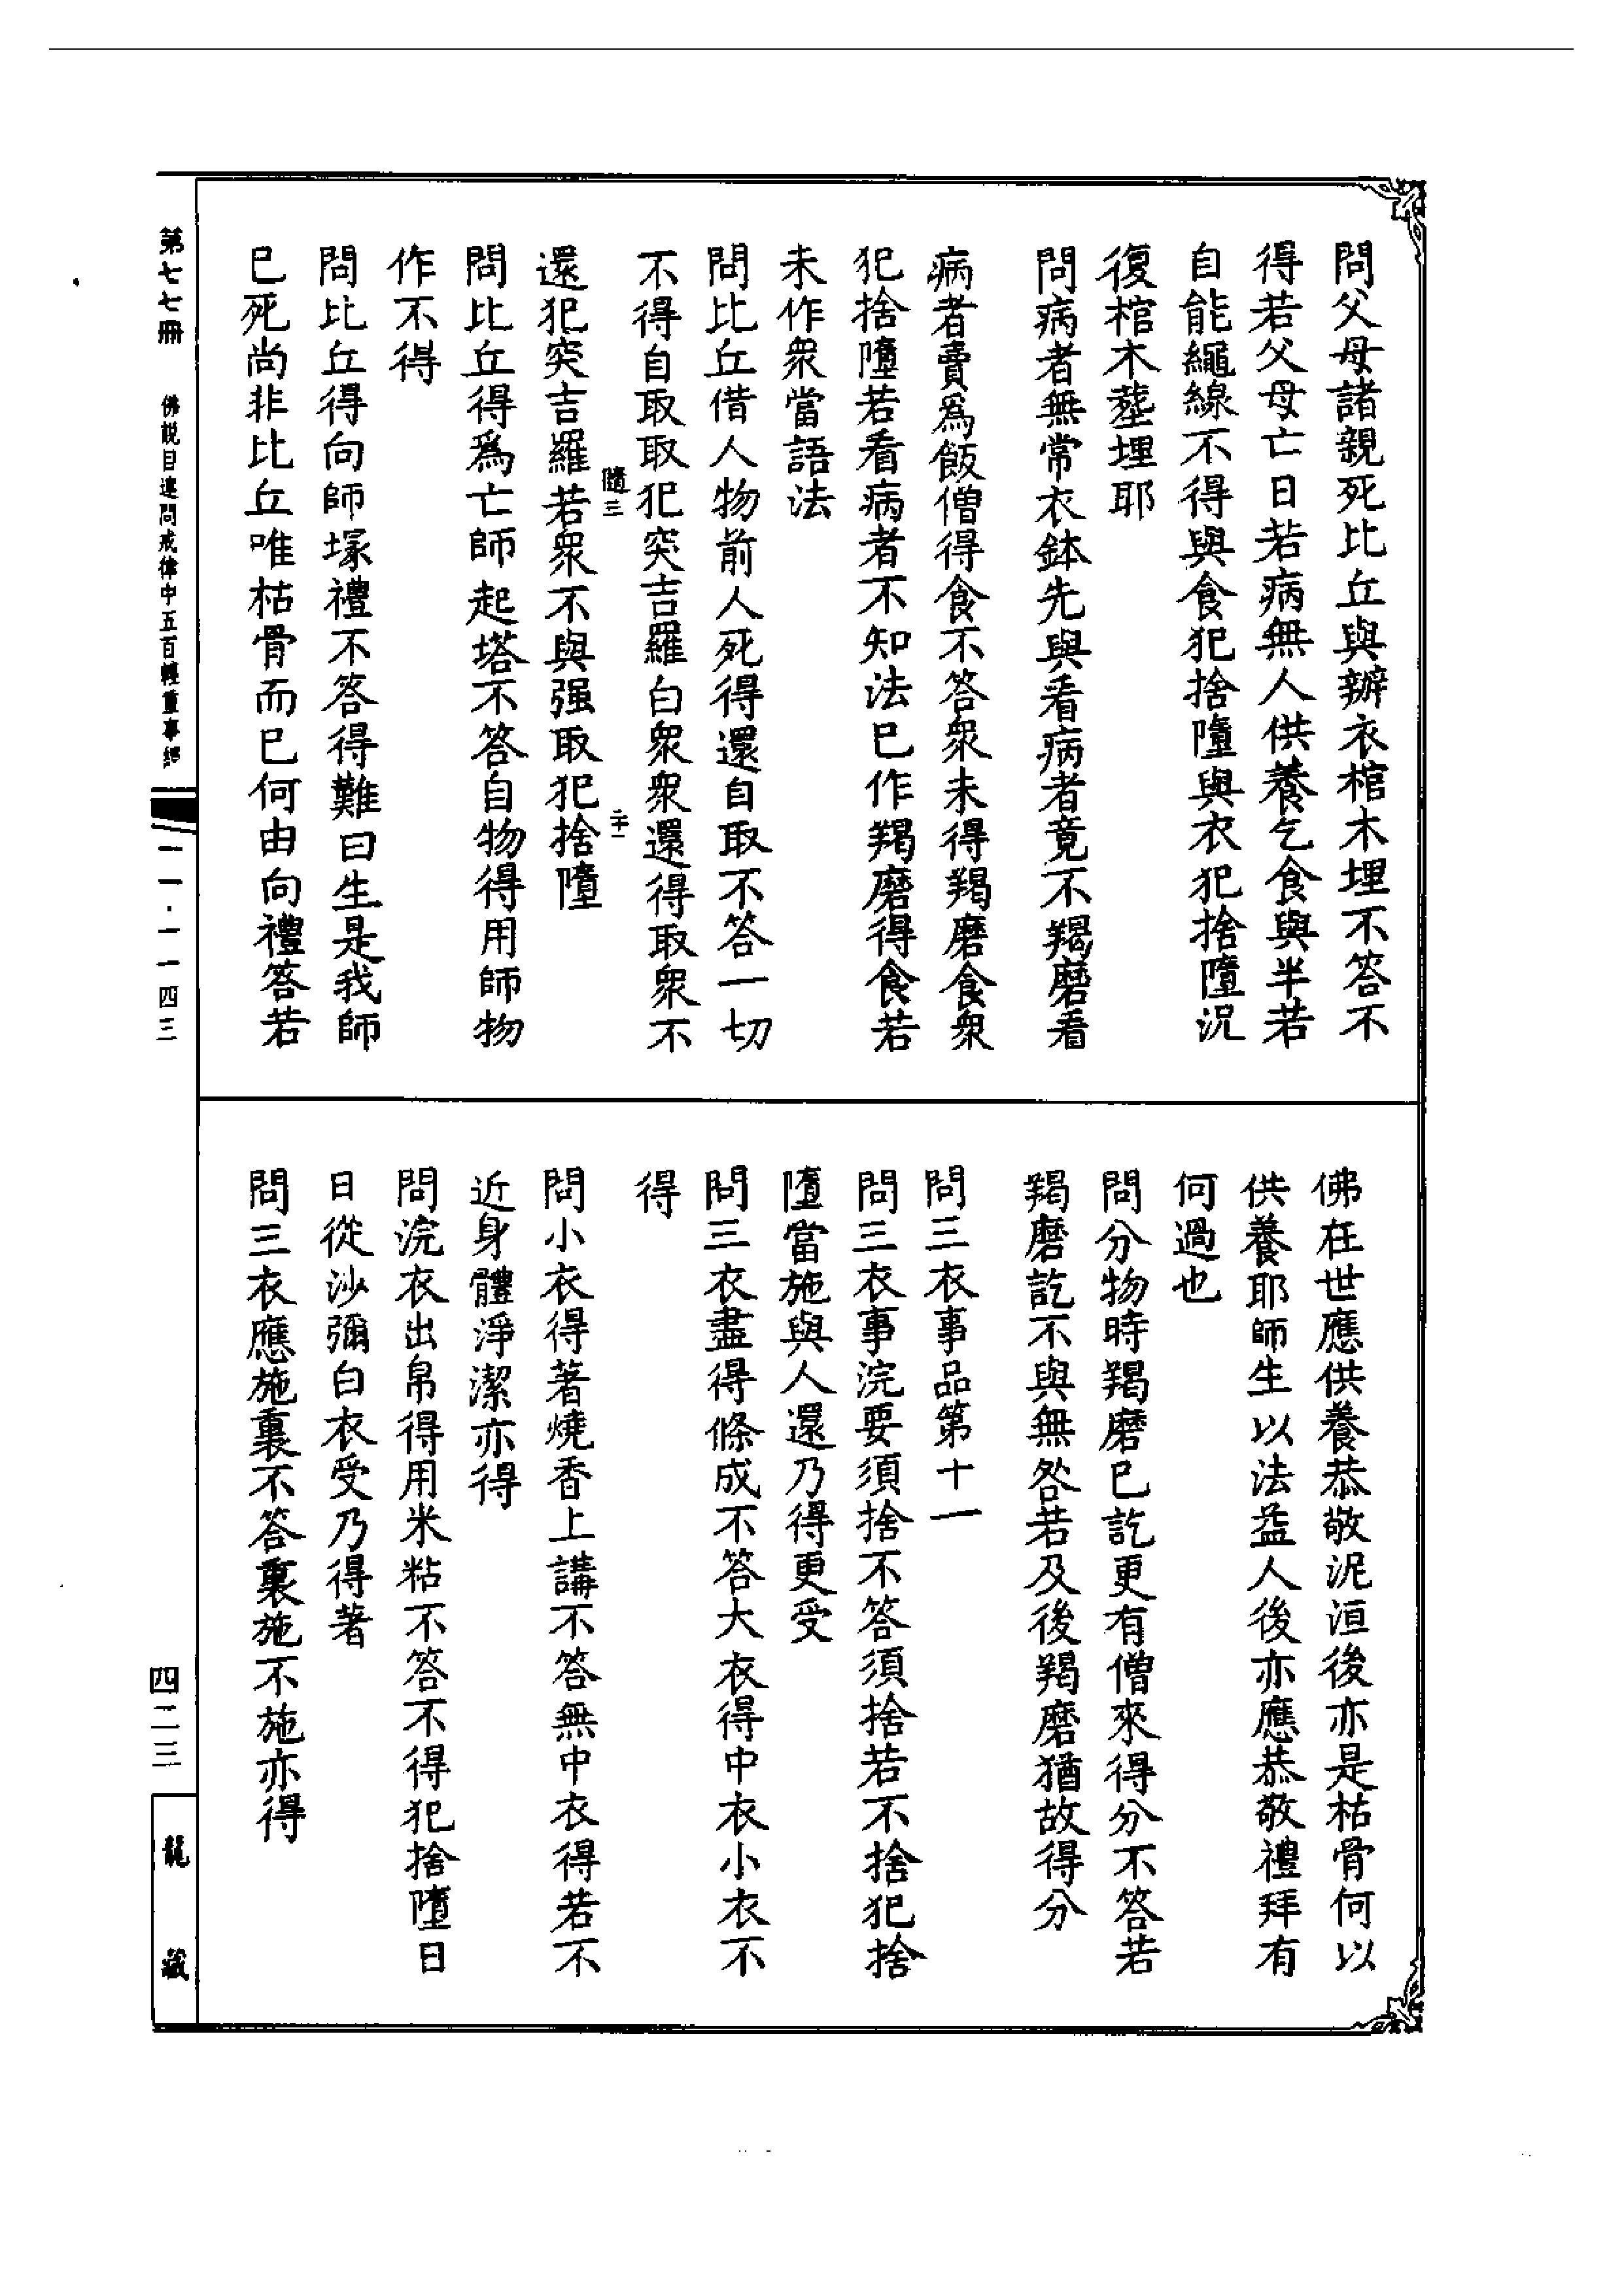 問父母諸親死比丘與辦衣棺木埋不答不
得若父母亡日若病無人供養乞食與半若
自能繩線不得與食犯捨墮與衣犯捨墮況
復棺木塟埋耶
問病者無常衣鉢先與看病者竟不羯磨看
病者賣爲飯僧得食不答衆未得羯磨食衆
犯捨墮若看病者不知法已作羯磨得食若
未作衆當語法
問比丘借人物前人死得還自取不答一切
不得自取取犯突吉羅白衆衆還得取衆不
隨三 二十一
還犯突吉羅若衆不與强取犯捨墮
問比丘得爲亡師起塔不答自物得用師物
作不得
問比丘得向師塚禮不答得難曰生是我師
已死尚非比丘唯枯骨而已何由向禮答若
佛在世應供養恭敬泥洹後亦是枯骨何以
供養耶師生以法益人後亦應恭敬禮拜有
何過也
問分物時羯磨已訖更有僧來得分不答若
羯磨訖不與無咎若及後羯磨猶故得分
問三衣事品第十一
問三衣事浣要須捨不答須捨若不捨犯捨
墮當施與人還乃得更受
問三衣盡得條成不答大衣得中衣小衣不
得
問小衣得著燒香上講不答無中衣得若不
近身體淨潔亦得
問浣衣出帛得用米粘不答不得犯捨墮日
日從沙彌白衣受乃得著
問三衣應施裏不答裏施不施亦得
第七七冊 佛說目連問戒律中五百輕重事經
一一·一一四三
四二三
龍藏